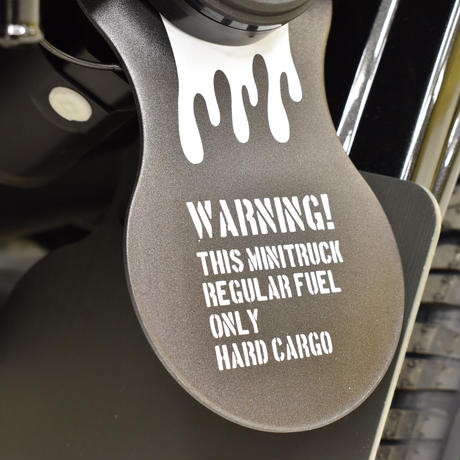 WARNING!
THIS MINITRUCK
REGULAR FUEL
ONLY
HARD CARGO